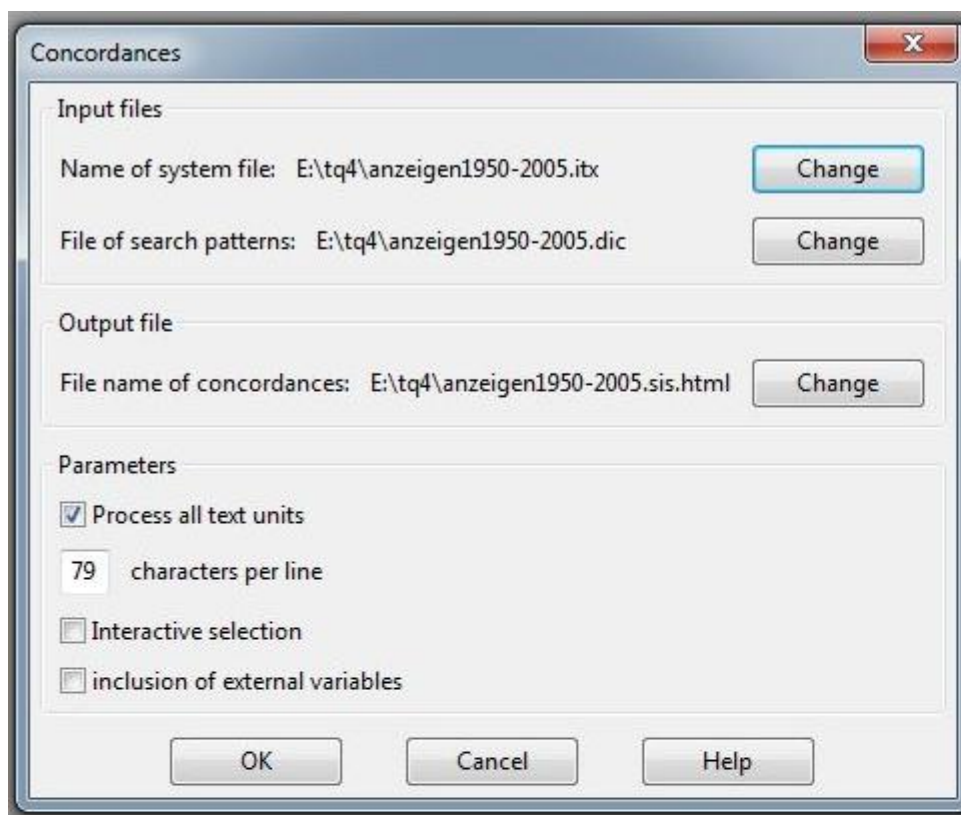 Concordances
Input files
Name of system file: E:\tq4\anzeigen1950-2005.itx Change
File of search patterns: E:\tq4\anzeigen1950-2005.dic Change
Output file
File name of concordances: E:\tq4\anzeigen1950-2005.sis.html Change
Parameters
Process all text units
79 characters per line
Interactive selection
inclusion of external variables
OK Cancel Help